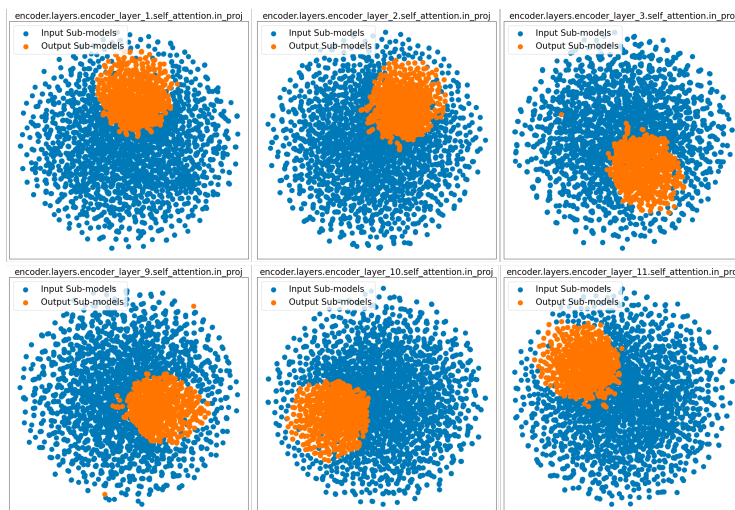 encoder.layers.encoder_layer_1.self_attention.in_proj
Input Sub-models
Output Sub-models
encoder.layers.encoder_layer_2.self_attention.in_proj
Input Sub-models
Output Sub-models
encoder.layers.encoder_layer_3.self_attention.in_proj
Input Sub-models
Output Sub-models
encoder.layers.encoder_layer_9.self_attention.in_proj
Input Sub-models
Output Sub-models
encoder.layers.encoder_layer_10.self_attention.in_proj
Input Sub-models
Output Sub-models
encoder.layers.encoder_layer_11.self_attention.in_pro
Input Sub-models
Output Sub-models